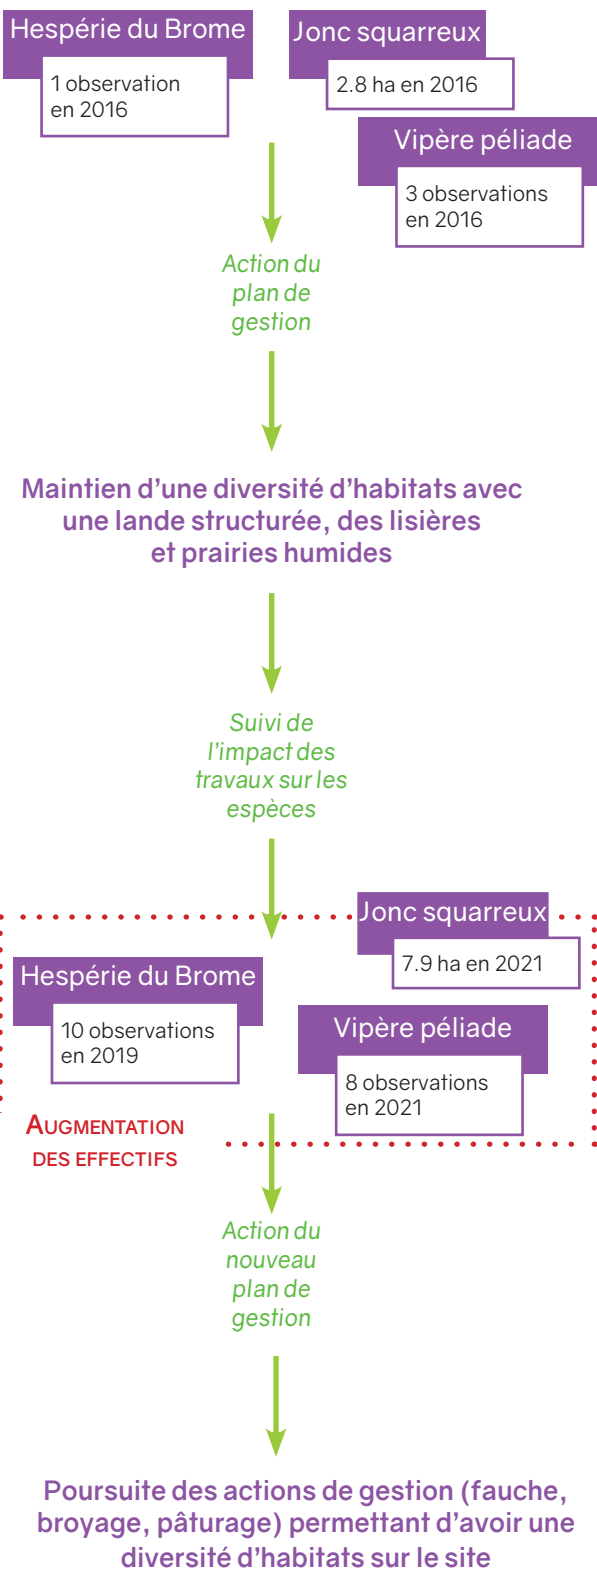 Hespérie du Brome
1 observation
en 2016
Jonc squarreux
2.8 ha en 2016
Vipère péliade
3 observations
en 2016
Action du
plan de
gestion
Maintien d’une diversité d’habitats avec
une lande structurée, des lisières
et prairies humides
Suivi de
l’impact des
travaux sur les
espèces
Jonc squarreux
7.9 ha en 2021
Hespérie du Brome
10 observations
en 2019
Vipère péliade
8 observations
en 2021
AUGMENTATION
DES EFFECTIFS
Action du
nouveau
plan de
gestion
Poursuite des actions de gestion (fauche,
broyage, pâturage) permettant d’avoir une
diversité d’habitats sur le site